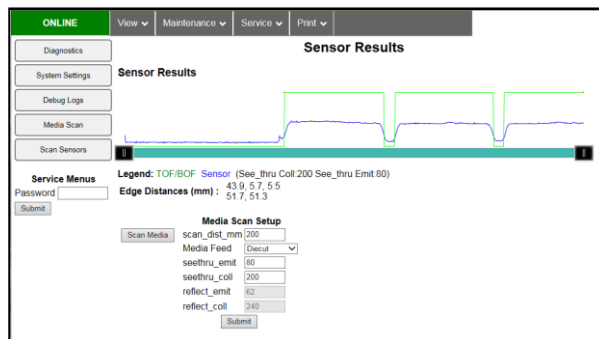 ONLINE View Maintenance Service Print
Diagnostics
System Settings
Debug Logs
Media Scan
Scan Sensors
Service Menus
Password
Submit
Sensor Results
Sensor Results
Legend: TOF/BOF Sensor (See_thru Coll:200 See_thru Emit:80)
Edge Distances (mm) : 43.9, 5.7, 5.5
51.7, 51.3
Media Scan Setup
Scan Media scan_dist_mm 200
Media Feed Diecut
seethru_emit 80
seethru_coll 200
reflect_emit 62
reflect_coll 240
Submit